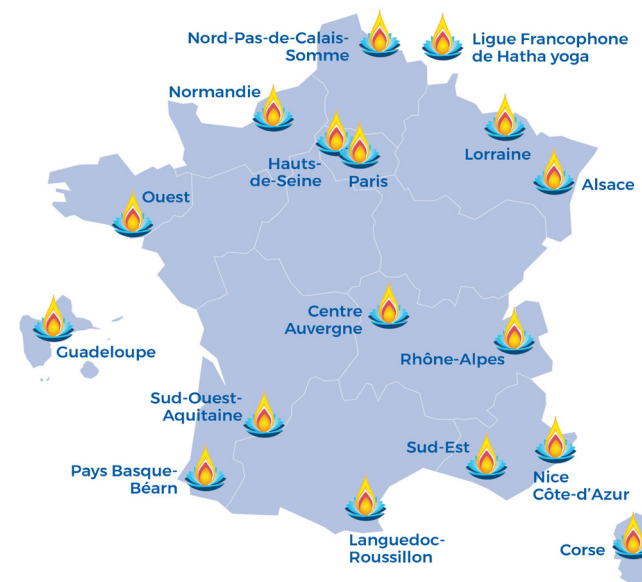 Nord-Pas-de-Calais-
Somme
Ligue Francophone
de Hatha yoga
Normandie
Lorraine
Hauts-
de-Seine
Paris
Alsace
Ouest
Centre
Auvergne
Guadeloupe
Rhône-Alpes
Sud-Ouest-
Aquitaine
Sud-Est
Pays Basque-
Béarn
Nice
Côte-d'Azur
Languedoc-
Roussillon
Corse